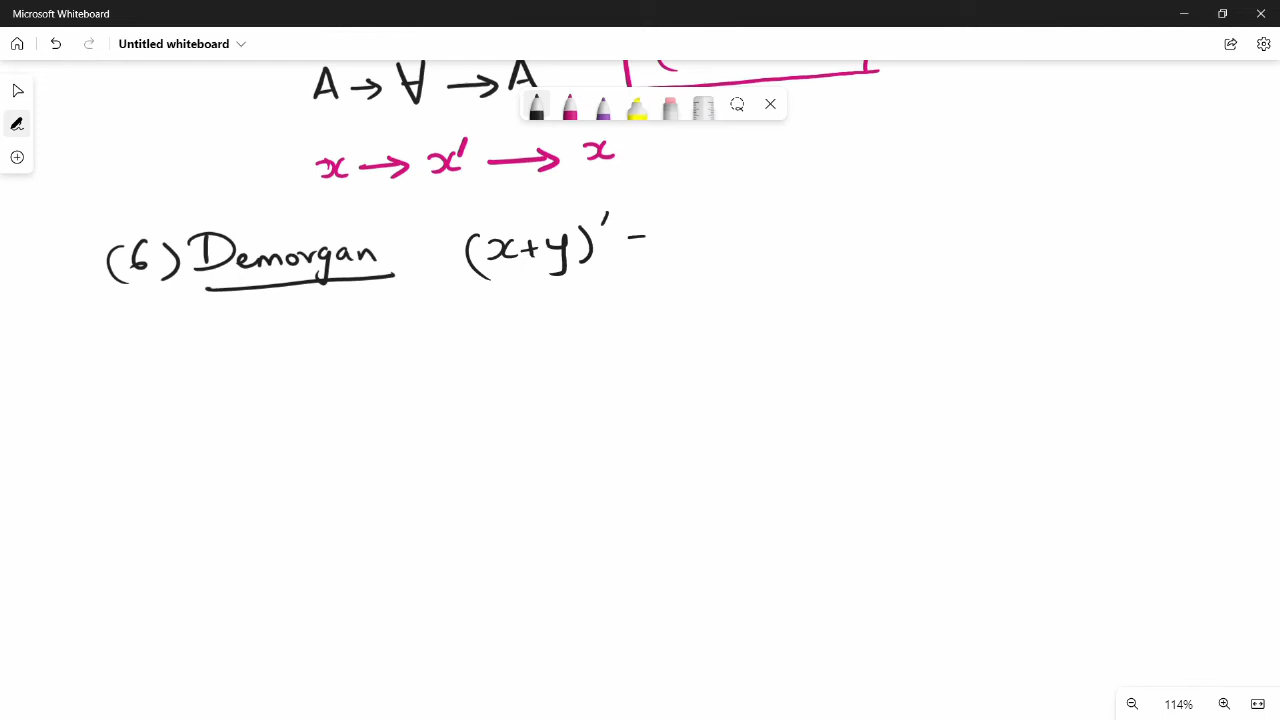 Microsoft Whiteboard
Untitled whiteboard
A → ∀ → A
x → x' → x
(6) Demorgan (x+y)' -
114%